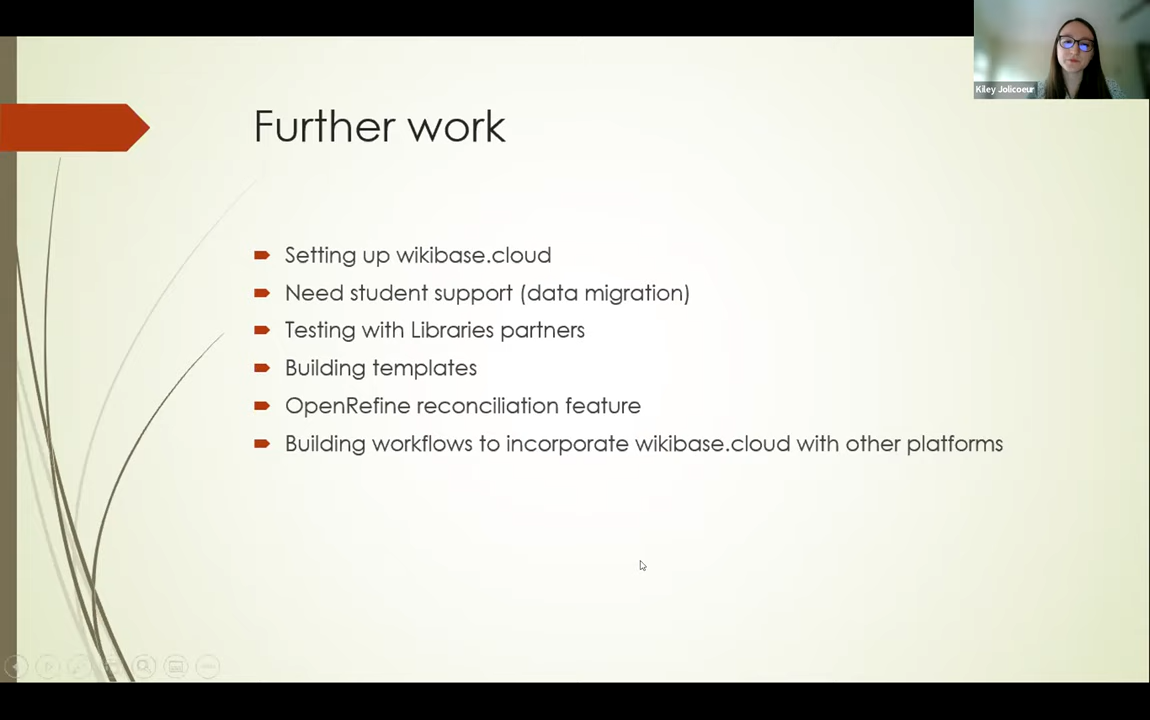 Kiley Jolicoeur
Further work
Setting up wikibase.cloud
Need student support (data migration)
Testing with Libraries partners
Building templates
OpenRefine reconciliation feature
Building workflows to incorporate wikibase.cloud with other platforms